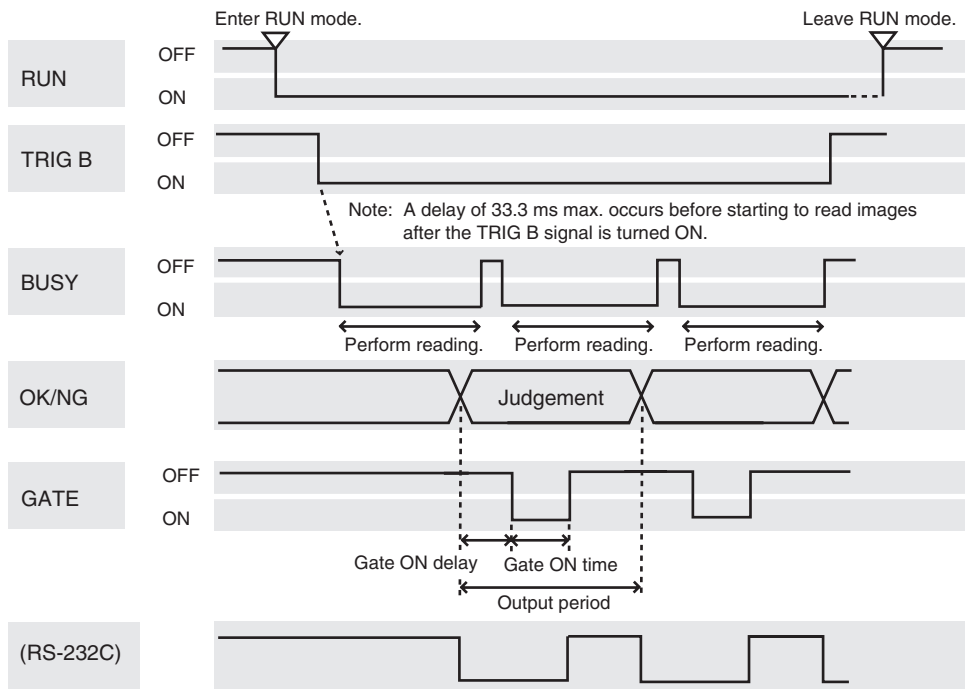 Enter RUN mode.
Leave RUN mode.
RUN
OFF
ON
TRIG B
OFF
ON
Note: A delay of 33.3 ms max. occurs before starting to read images
after the TRIG B signal is turned ON.
BUSY
OFF
ON
Perform reading.
Perform reading.
Perform reading.
OK/NG
Judgement
GATE
OFF
ON
Gate ON delay
Gate ON time
Output period
(RS-232C)